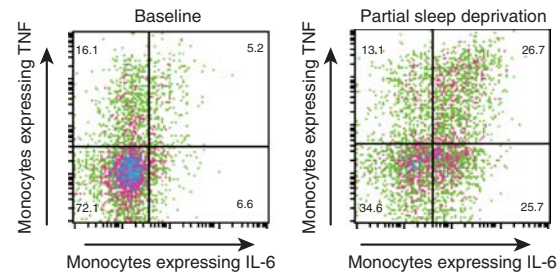 Baseline
Monocytes expressing TNF
16.1
5.2
72.1
6.6
Monocytes expressing IL-6
Partial sleep deprivation
Monocytes expressing TNF
13.1
26.7
34.6
25.7
Monocytes expressing IL-6